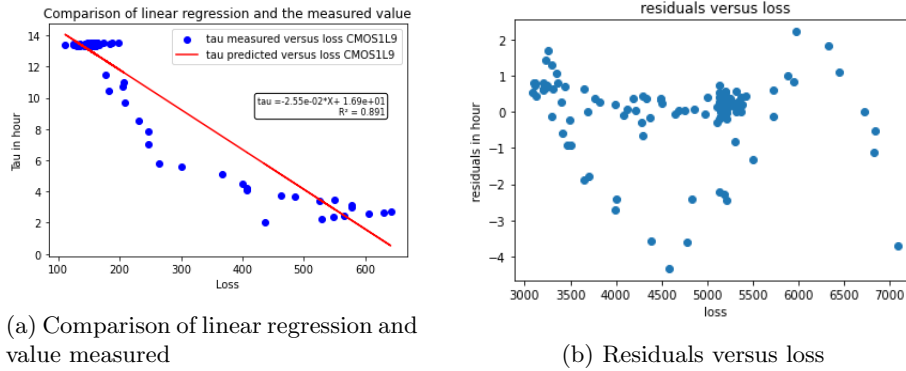 Comparison of linear regression and the measured value
14
12
10
8
6
4
2
0
Tau in hour
tau measured versus loss CMOS1L9
tau predicted versus loss CMOS1L9
tau =-2.55e-02*X+ 1.69e+01
R² = 0.891
100 200 300 400 500 600
Loss
(a) Comparison of linear regression and
value measured
residuals versus loss
2
1
0
−1
−2
−3
−4
residuals in hour
3000 3500 4000 4500 5000 5500 6000 6500 7000
loss
(b) Residuals versus loss